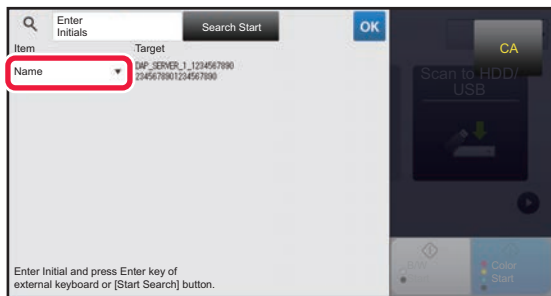 Enter
Initials
Search Start
OK
CA
Item
Target
Name
DAP_SERVER_1_1234567890
2345678901234567890
Scan to HDD/
USB
B/W
Color
Start
Enter Initial and press Enter key of
external keyboard or [Start Search] button.